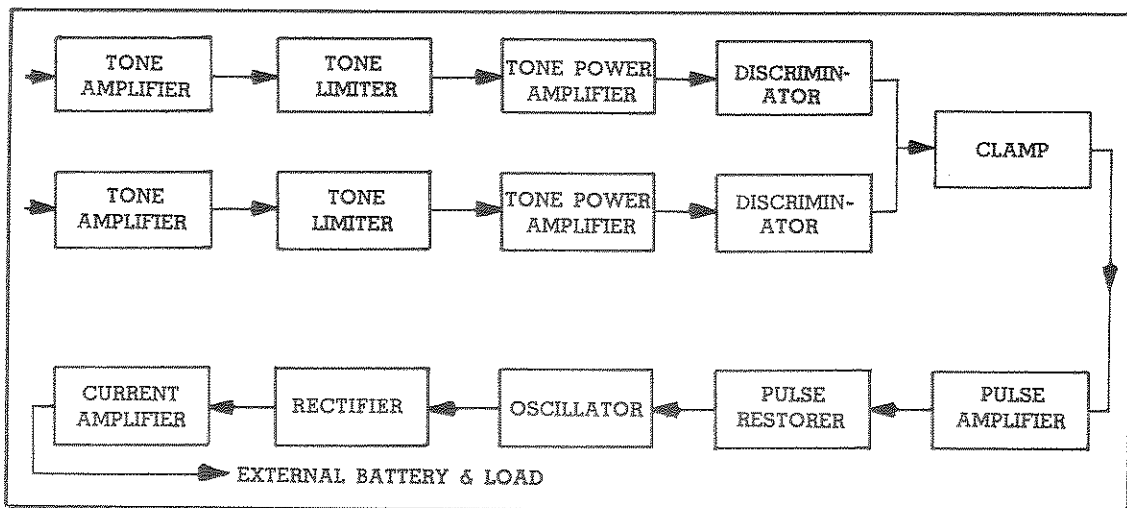 TONE
AMPLIFIER
TONE
LIMITER
TONE POWER
AMPLIFIER
DISCRIMIN-
ATOR
CLAMP
TONE
AMPLIFIER
TONE
LIMITER
TONE POWER
AMPLIFIER
DISCRIMIN-
ATOR
CURRENT
AMPLIFIER
RECTIFIER
OSCILLATOR
PULSE
RESTORER
PULSE
AMPLIFIER
EXTERNAL BATTERY & LOAD